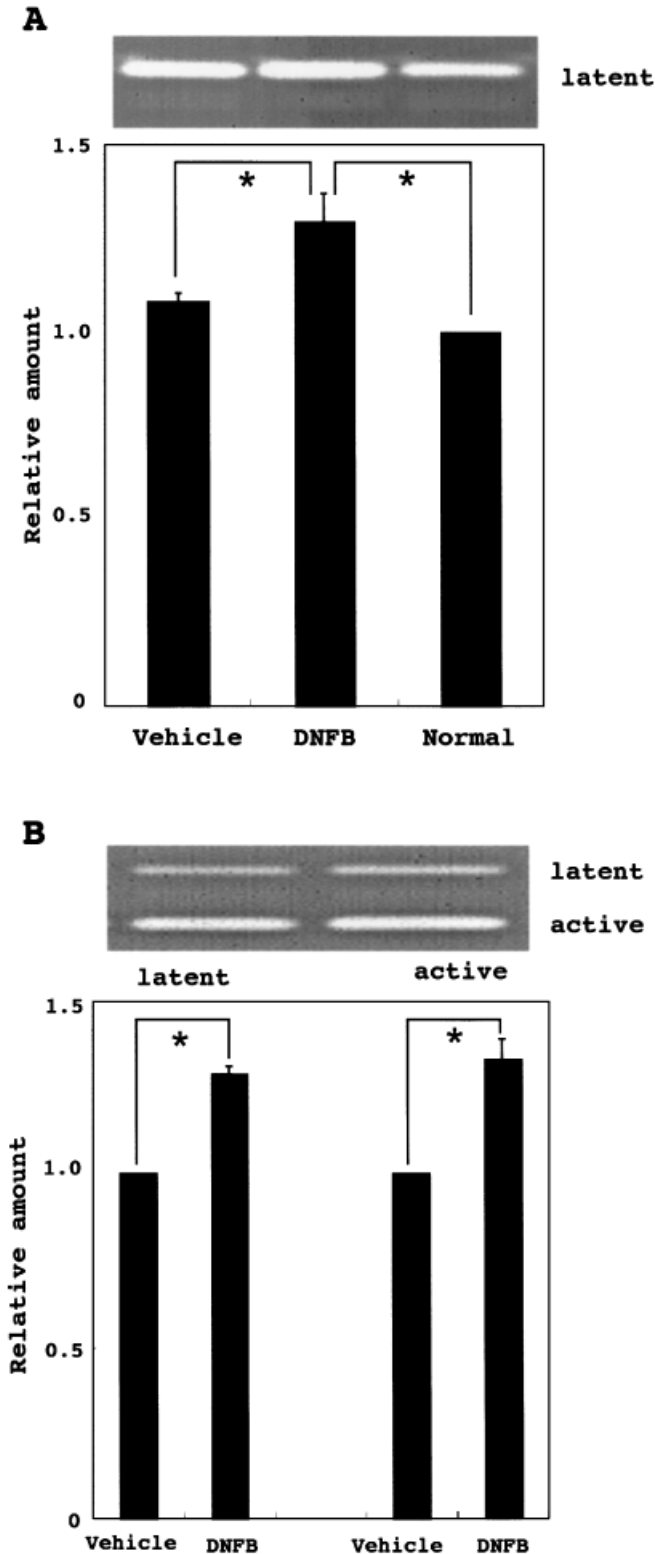 A
latent
1.5
*
*
1.0
Relative amount
0.5
0
Vehicle DNFB Normal
B
latent
active
latent active
1.5
*
*
1.0
Relative amount
0.5
0
Vehicle DNFB Vehicle DNFB